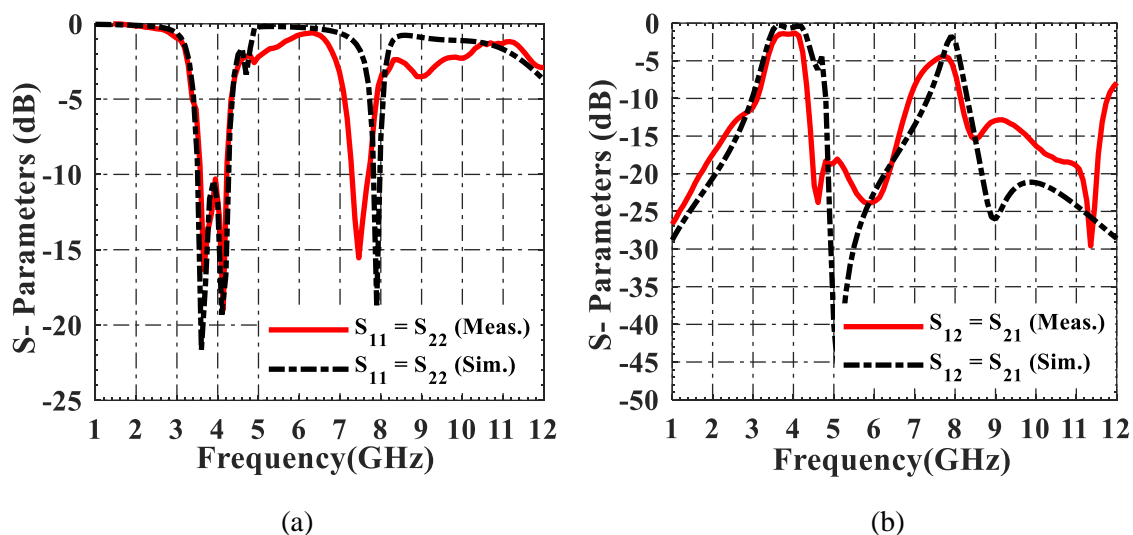 0
-5
-10
-15
-20
-25
S- Parameters (dB)
S11 = S22 (Meas.)
S11 = S22 (Sim.)
1 2 3 4 5 6 7 8 9 10 11 12
Frequency(GHz)
(a)
0
-5
-10
-15
-20
-25
-30
-35
-40
-45
-50
S- Parameters (dB)
S12 = S21 (Meas.)
S12 = S21 (Sim.)
1 2 3 4 5 6 7 8 9 10 11 12
Frequency(GHz)
(b)